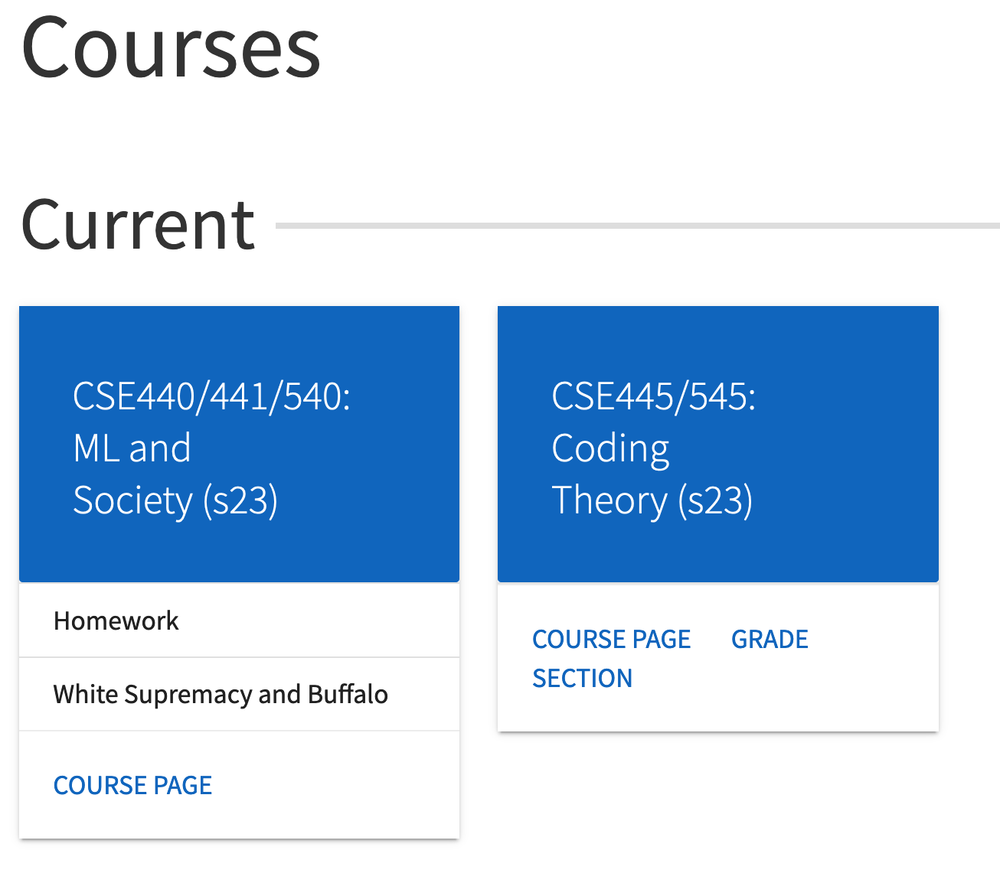 Courses
Current
CSE440/441/540:
ML and
Society (s23)
Homework
White Supremacy and Buffalo
COURSE PAGE
CSE445/545:
Coding
Theory (s23)
COURSE PAGE GRADE
SECTION